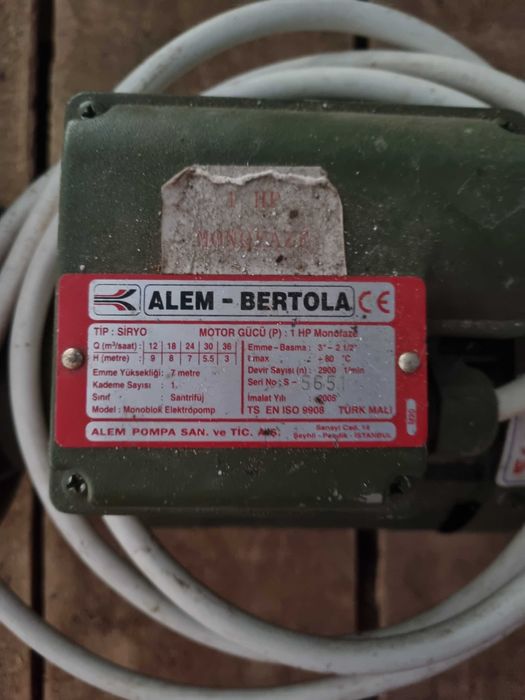 1 HP
MONOFAZE
ALEM - BERTOLA CE
TİP : SİRYO MOTOR GÜCÜ (P) : 1 HP Monofaze
Q (m³/saat) : 12 18 24 30 36
H (metre) : 9 8 7 5.5 3
Emme Yüksekliği: 7 metre
Kademe Sayısı : 1.
Sınıf : Santrifüj
Model : Monoblok Elektropomp
Emme - Basma : 3" - 2 1/2"
t max : +80 °C
Devir Sayısı (n) : 2900 1/min
Seri No : S - 5651
İmalat Yılı : 2005
TS EN ISO 9908 TÜRK MALI
ALEM POMPA SAN. ve TİC. A.Ş.
Sanayi Cad. 14
Şeyhli - Pendik - İSTANBUL